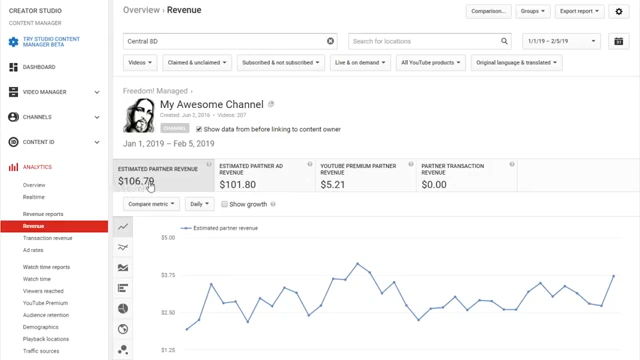 CREATOR STUDIO
CONTENT MANAGER
TRY STUDIO CONTENT
MANAGER BETA
DASHBOARD
VIDEO MANAGER
CHANNELS
CONTENT ID
ANALYTICS
Overview
Realtime
Revenue reports
Revenue
Transaction revenue
Ad rates
Watch time reports
Watch time
Viewers reached
YouTube Premium
Audience retention
Demographics
Playback locations
Traffic sources
Overview › Revenue
Comparison...
Groups
Export report
Central 8D
Search for locations
1/1/19 – 2/5/19
Videos
Claimed & unclaimed
Subscribed & not subscribed
Live & on demand
All YouTube products
Original language & translated
Freedom! Managed ›
My Awesome Channel
Created: Jun 2, 2016 • Videos: 207
CHANNEL
Show data from before linking to content owner
Jan 1, 2019 – Feb 5, 2019
ESTIMATED PARTNER REVENUE
$106.79
ESTIMATED PARTNER AD
REVENUE
$101.80
YOUTUBE PREMIUM PARTNER
REVENUE
$5.21
PARTNER TRANSACTION
REVENUE
$0.00
Compare metric
Daily
Show growth
Estimated partner revenue
$5.00
$3.75
$2.50
$1.25